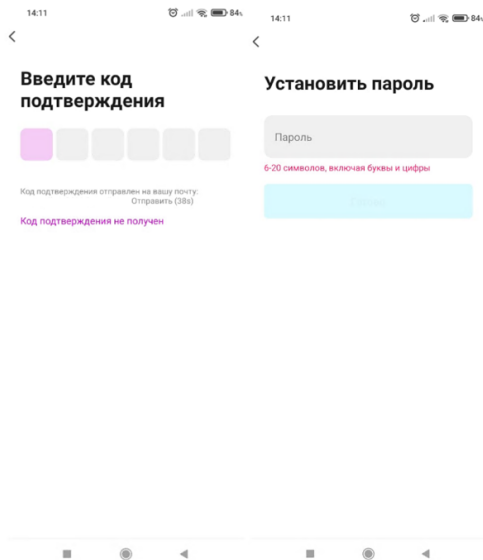 14:11
84
Введите код
подтверждения
Код подтверждения отправлен на вашу почту:
Отправить (38s)
Код подтверждения не получен
14:11
84
Установить пароль
Пароль
6-20 символов, включая буквы и цифры